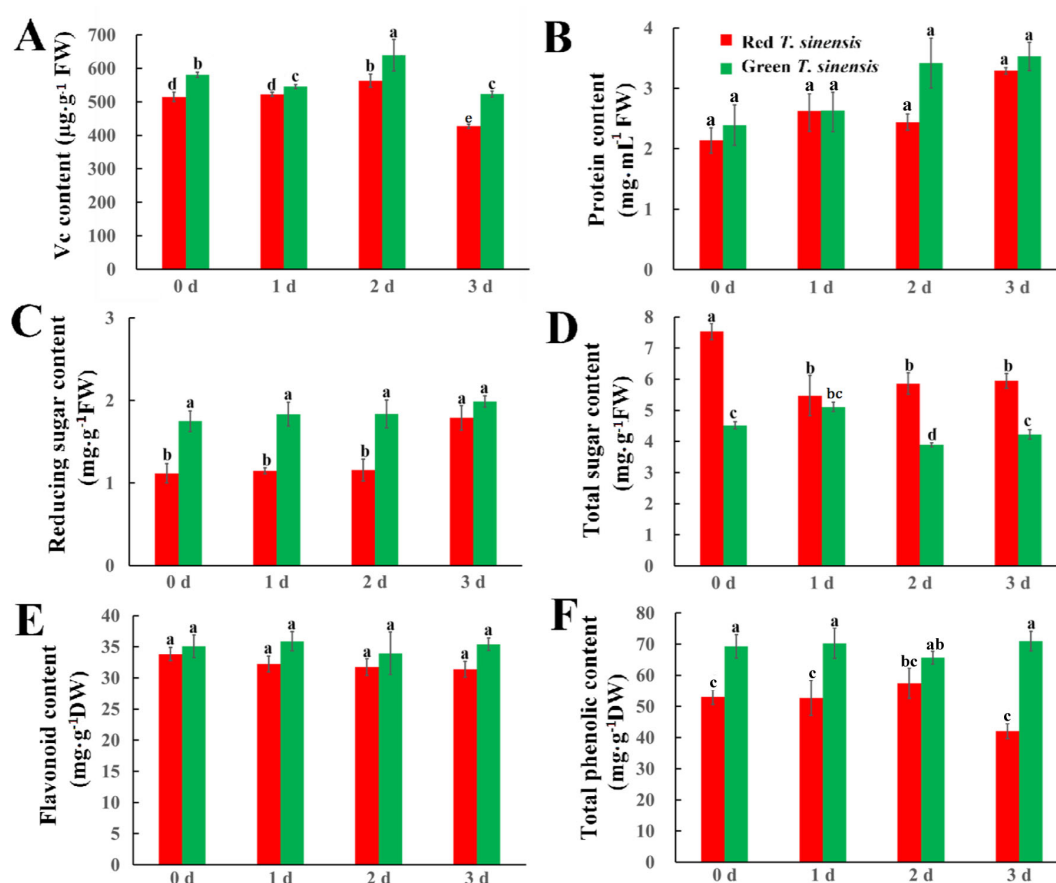 A
Vc content (μg·g⁻¹ FW)
700
600
500
400
300
200
100
0
d b d c b a e c
0 d 1 d 2 d 3 d
B
Red T. sinensis
Green T. sinensis
Protein content
(mg·mL⁻¹ FW)
4
3
2
1
0
a a a a a a a a
0 d 1 d 2 d 3 d
C
Reducing sugar content
(mg·g⁻¹FW)
3
2
1
0
b a b a b a a a
0 d 1 d 2 d 3 d
D
Total sugar content
(mg·g⁻¹FW)
8
7
6
5
4
3
2
1
0
a c b bc b d b c
0 d 1 d 2 d 3 d
E
Flavonoid content
(mg·g⁻¹DW)
40
35
30
25
20
15
10
5
0
a a a a a a a a
0 d 1 d 2 d 3 d
F
Total phenolic content
(mg·g⁻¹DW)
80
70
60
50
40
30
20
10
0
c a c a bc ab c a
0 d 1 d 2 d 3 d